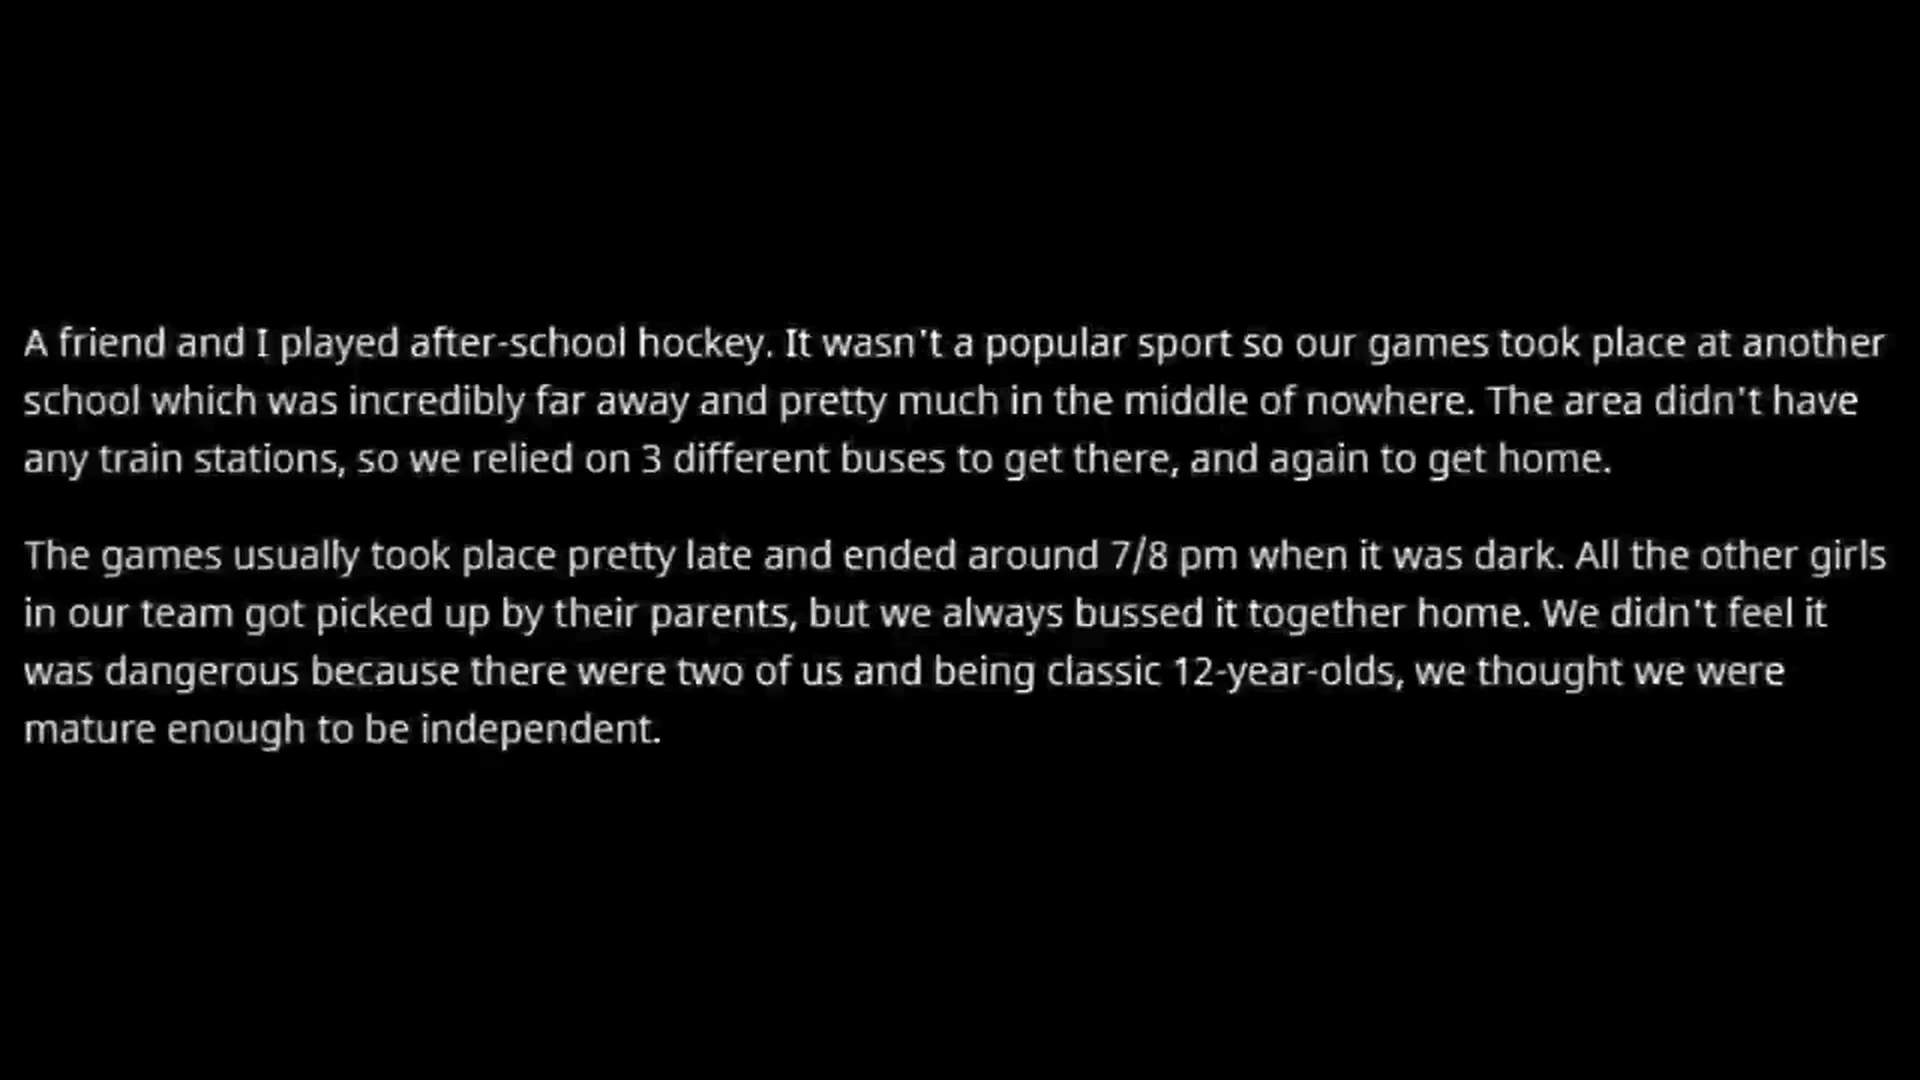 A friend and I played after-school hockey. It wasn't a popular sport so our games took place at another
school which was incredibly far away and pretty much in the middle of nowhere. The area didn't have
any train stations, so we relied on 3 different buses to get there, and again to get home.
The games usually took place pretty late and ended around 7/8 pm when it was dark. All the other girls
in our team got picked up by their parents, but we always bussed it together home. We didn't feel it
was dangerous because there were two of us and being classic 12-year-olds, we thought we were
mature enough to be independent.